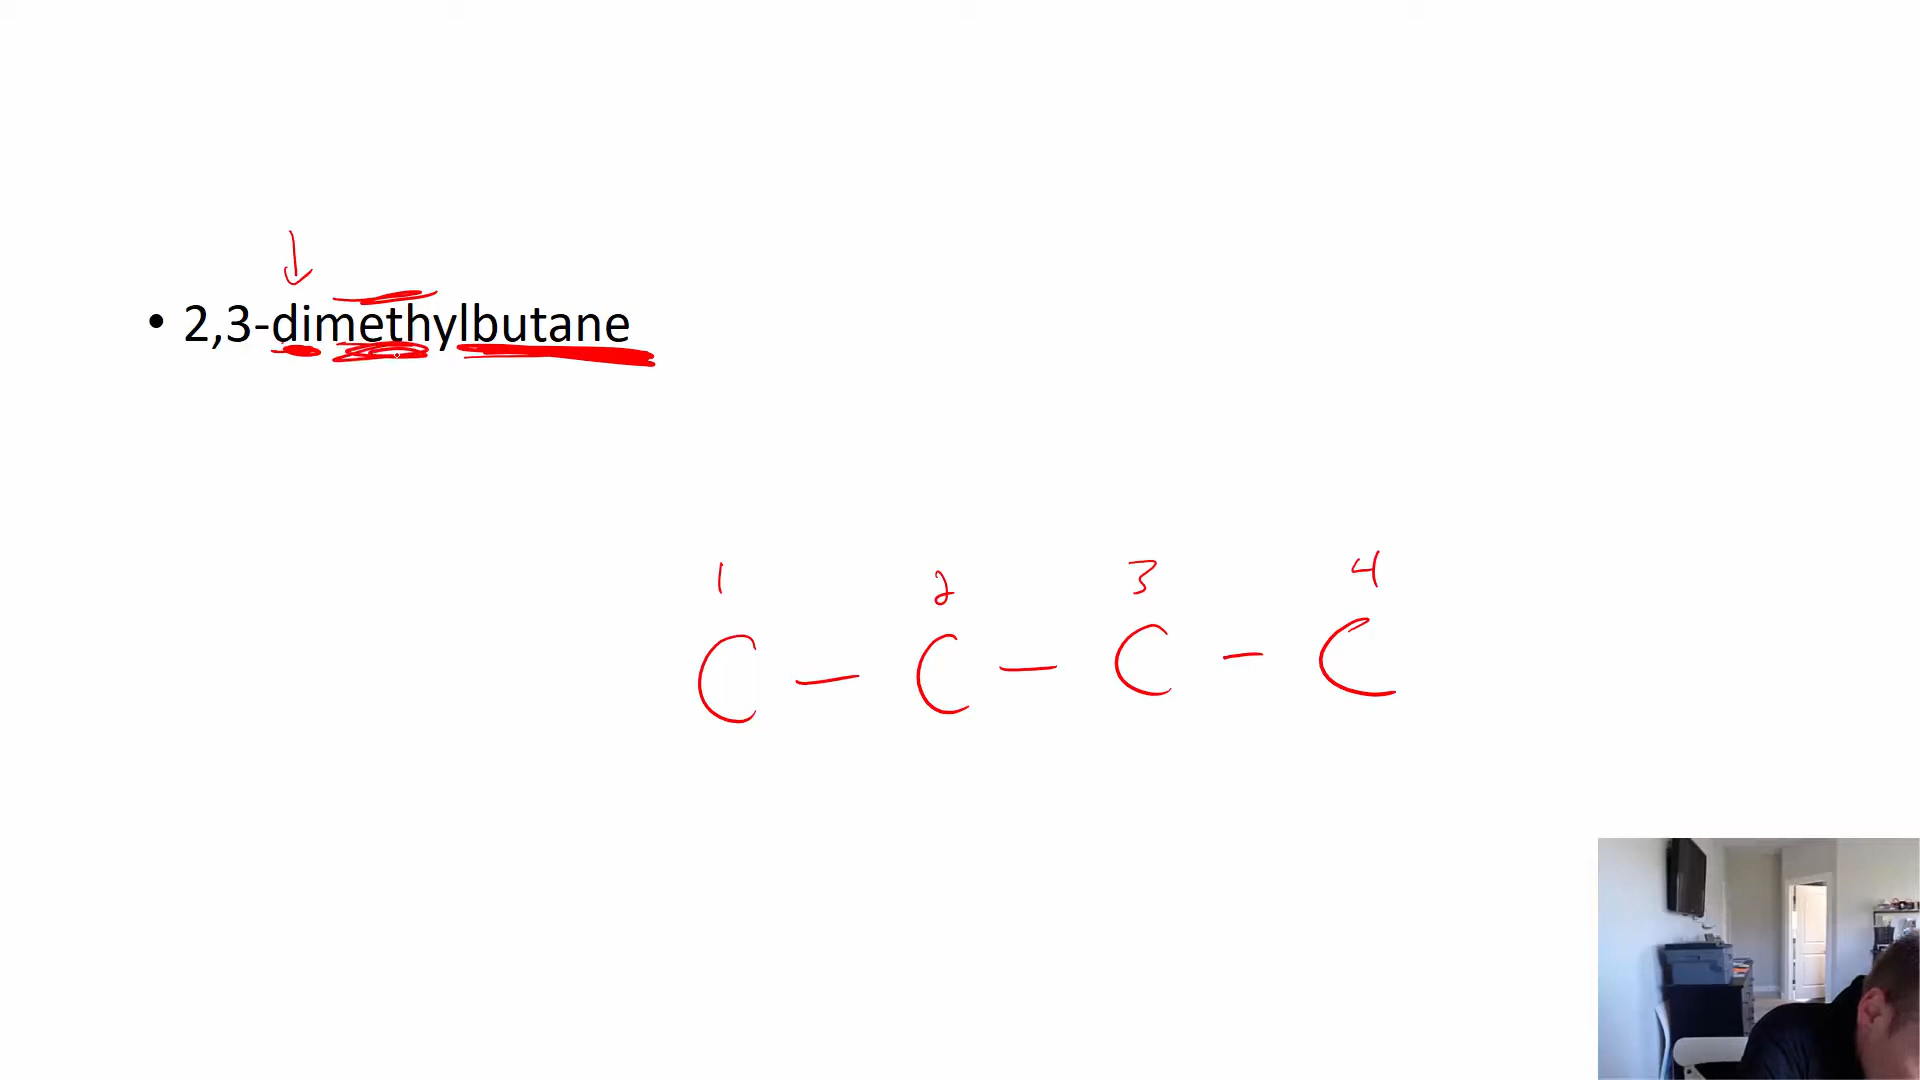 • 2,3-dimethylbutane
1 2 3 4
C — C — C - C